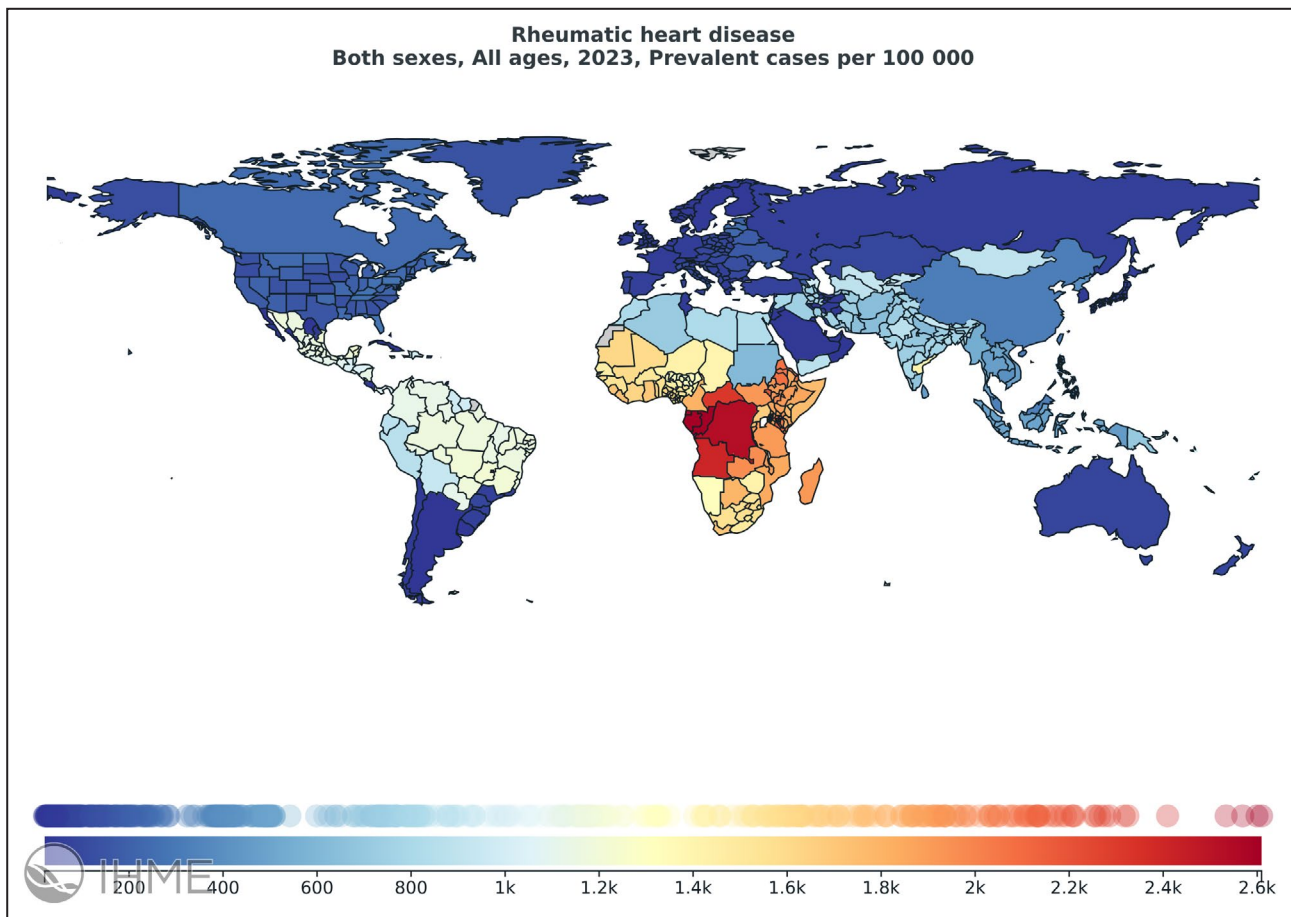 Rheumatic heart disease
Both sexes, All ages, 2023, Prevalent cases per 100 000
IHME
200 400 600 800 1k 1.2k 1.4k 1.6k 1.8k 2k 2.2k 2.4k 2.6k